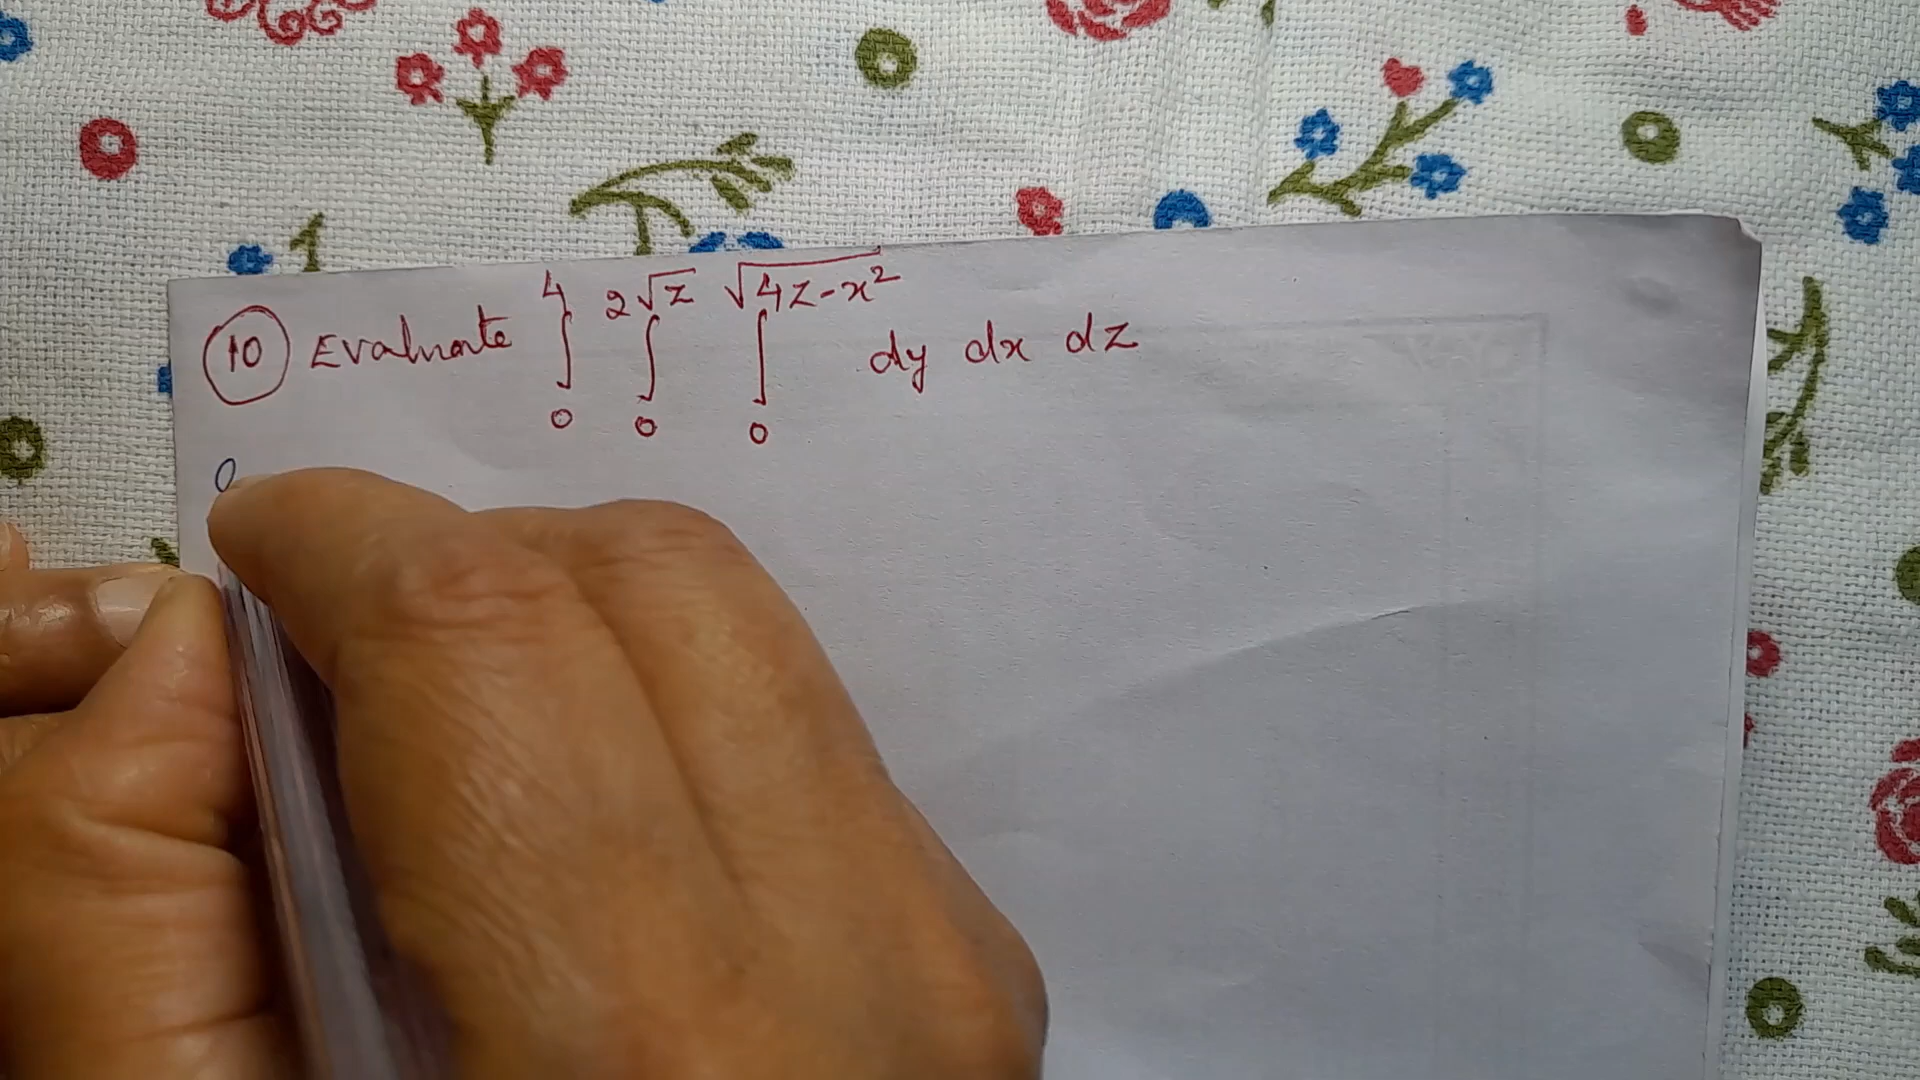 10 Evaluate ∫₀⁴ ∫₀^{2√z} ∫₀^{√(4z-x²)} dy dx dz